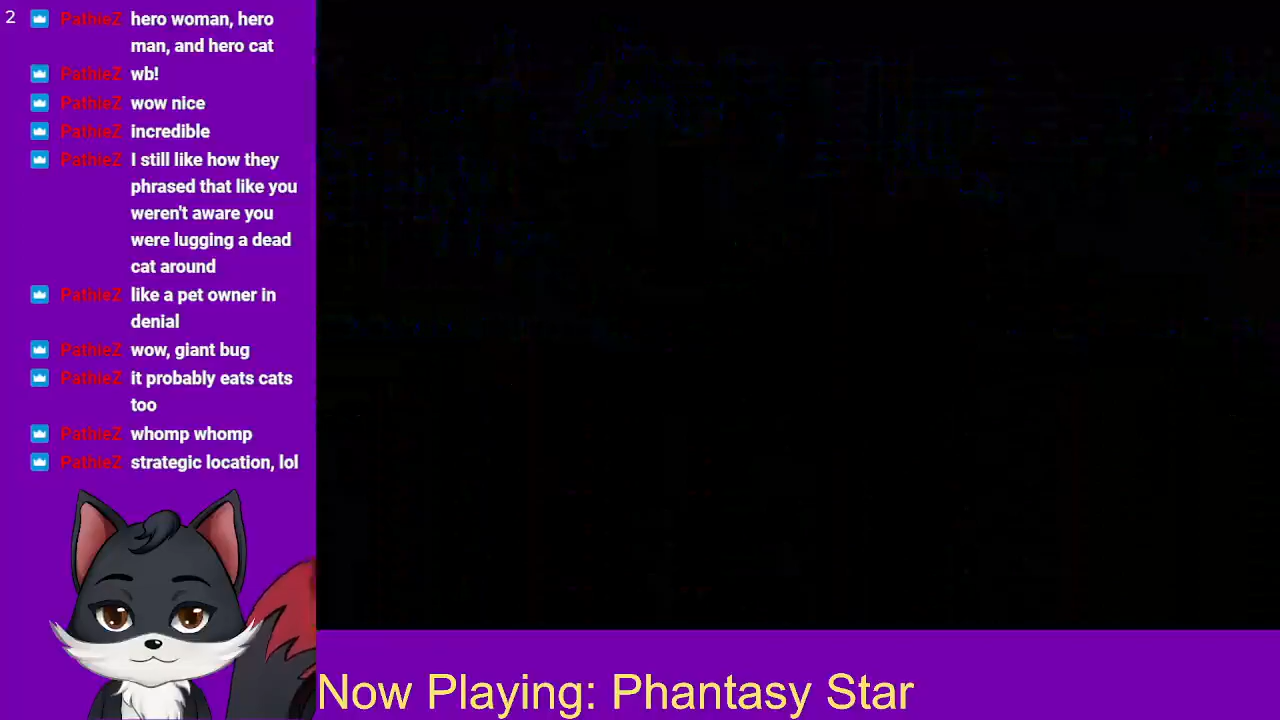 2
PathieZ hero woman, hero
man, and hero cat
PathieZ wb!
PathieZ wow nice
PathieZ incredible
PathieZ I still like how they
phrased that like you
weren't aware you
were lugging a dead
cat around
PathieZ like a pet owner in
denial
PathieZ wow, giant bug
PathieZ it probably eats cats
too
PathieZ whomp whomp
PathieZ strategic location, lol
Now Playing: Phantasy Star